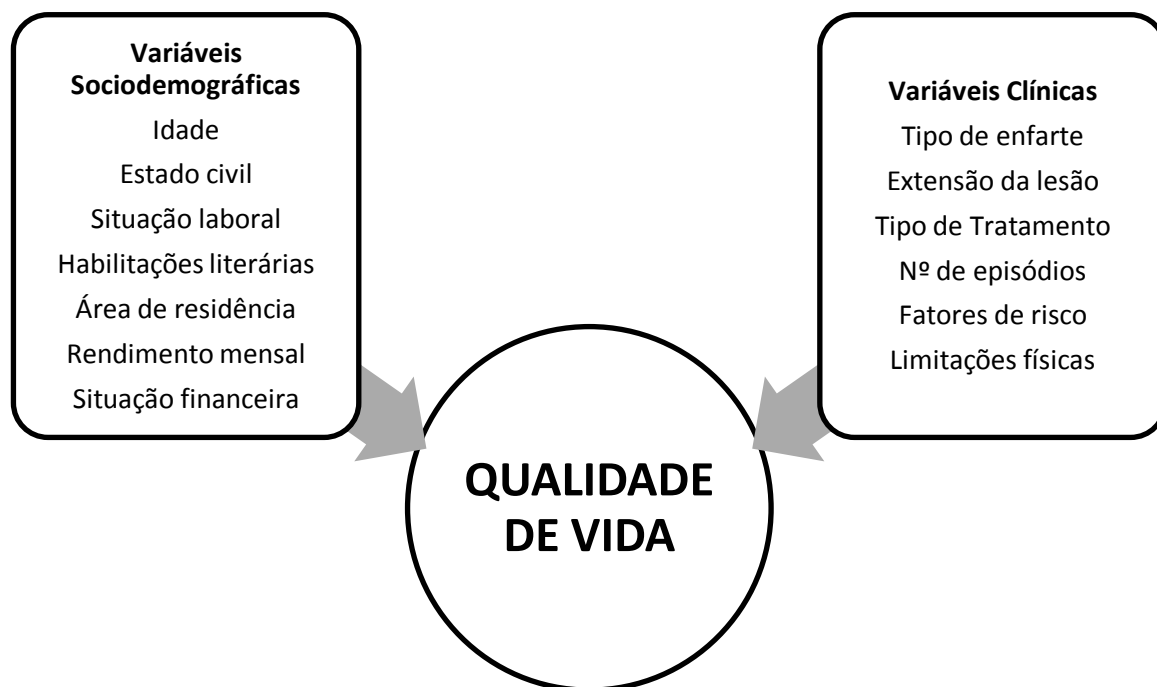 Variáveis
Sociodemográficas
Idade
Estado civil
Situação laboral
Habilitações literárias
Área de residência
Rendimento mensal
Situação financeira
Variáveis Clínicas
Tipo de enfarte
Extensão da lesão
Tipo de Tratamento
Nº de episódios
Fatores de risco
Limitações físicas
QUALIDADE
DE VIDA